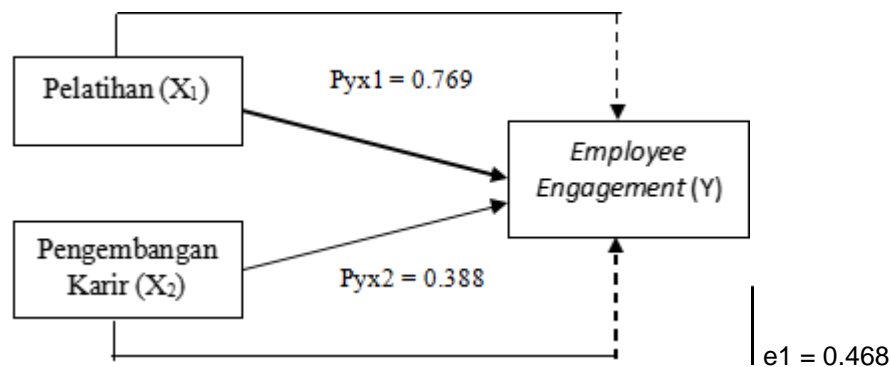 Pelatihan (X₁)
Pyx1 = 0.769
Employee
Engagement (Y)
Pengembangan
Karir (X₂)
Pyx2 = 0.388
e1 = 0.468